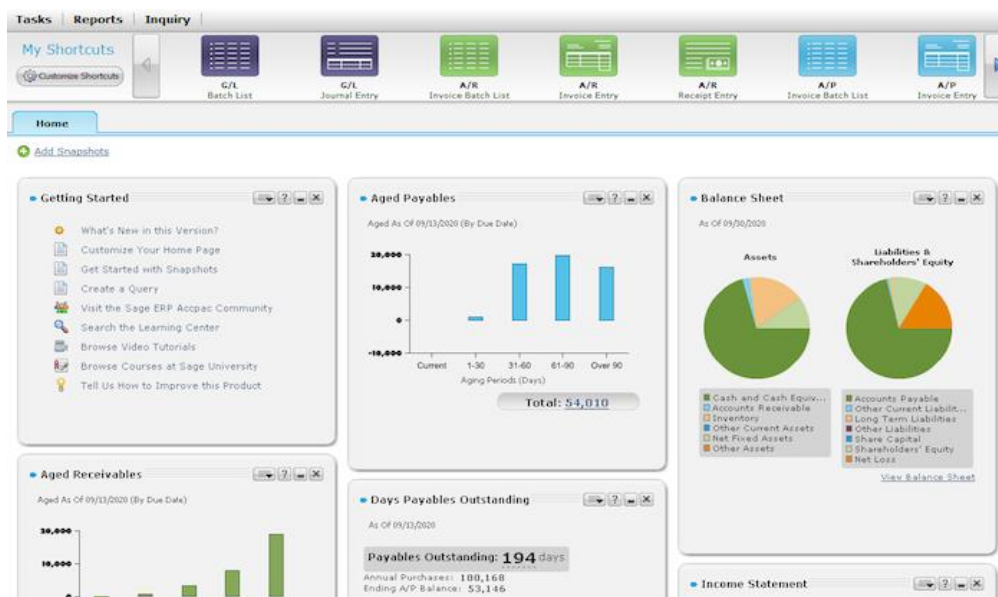 Tasks Reports Inquiry
My Shortcuts
Customize Shortcuts
G/L
Batch List
G/L
Journal Entry
A/R
Invoice Batch List
A/R
Invoice Entry
A/R
Receipt Entry
A/P
Invoice Batch List
A/P
Invoice Entry
Home
Add Snapshots
Getting Started
What's New in this Version?
Customize Your Home Page
Get Started with Snapshots
Create a Query
Visit the Sage ERP Accpac Community
Search the Learning Center
Browse Video Tutorials
Browse Courses at Sage University
Tell Us How to Improve this Product
Aged Payables
Aged As Of 09/13/2020 (By Due Date)
20,000
10,000
0
-10,000
Current 1-30 31-60 61-90 Over 90
Aging Periods (Days)
Total: 54,010
Balance Sheet
As Of 09/30/2020
Assets
Liabilities &
Shareholders' Equity
Cash and Cash Equiv...
Accounts Receivable
Inventory
Other Current Assets
Net Fixed Assets
Other Assets
Accounts Payable
Other Current Liabilit...
Long Term Liabilities
Other Liabilities
Share Capital
Shareholders' Equity
Net Loss
View Balance Sheet
Aged Receivables
Aged As Of 09/13/2020 (By Due Date)
20,000
10,000
0
Days Payables Outstanding
As Of 09/13/2020
Payables Outstanding: 194 days
Annual Purchases: 100,168
Ending A/P Balance: 53,146
Income Statement